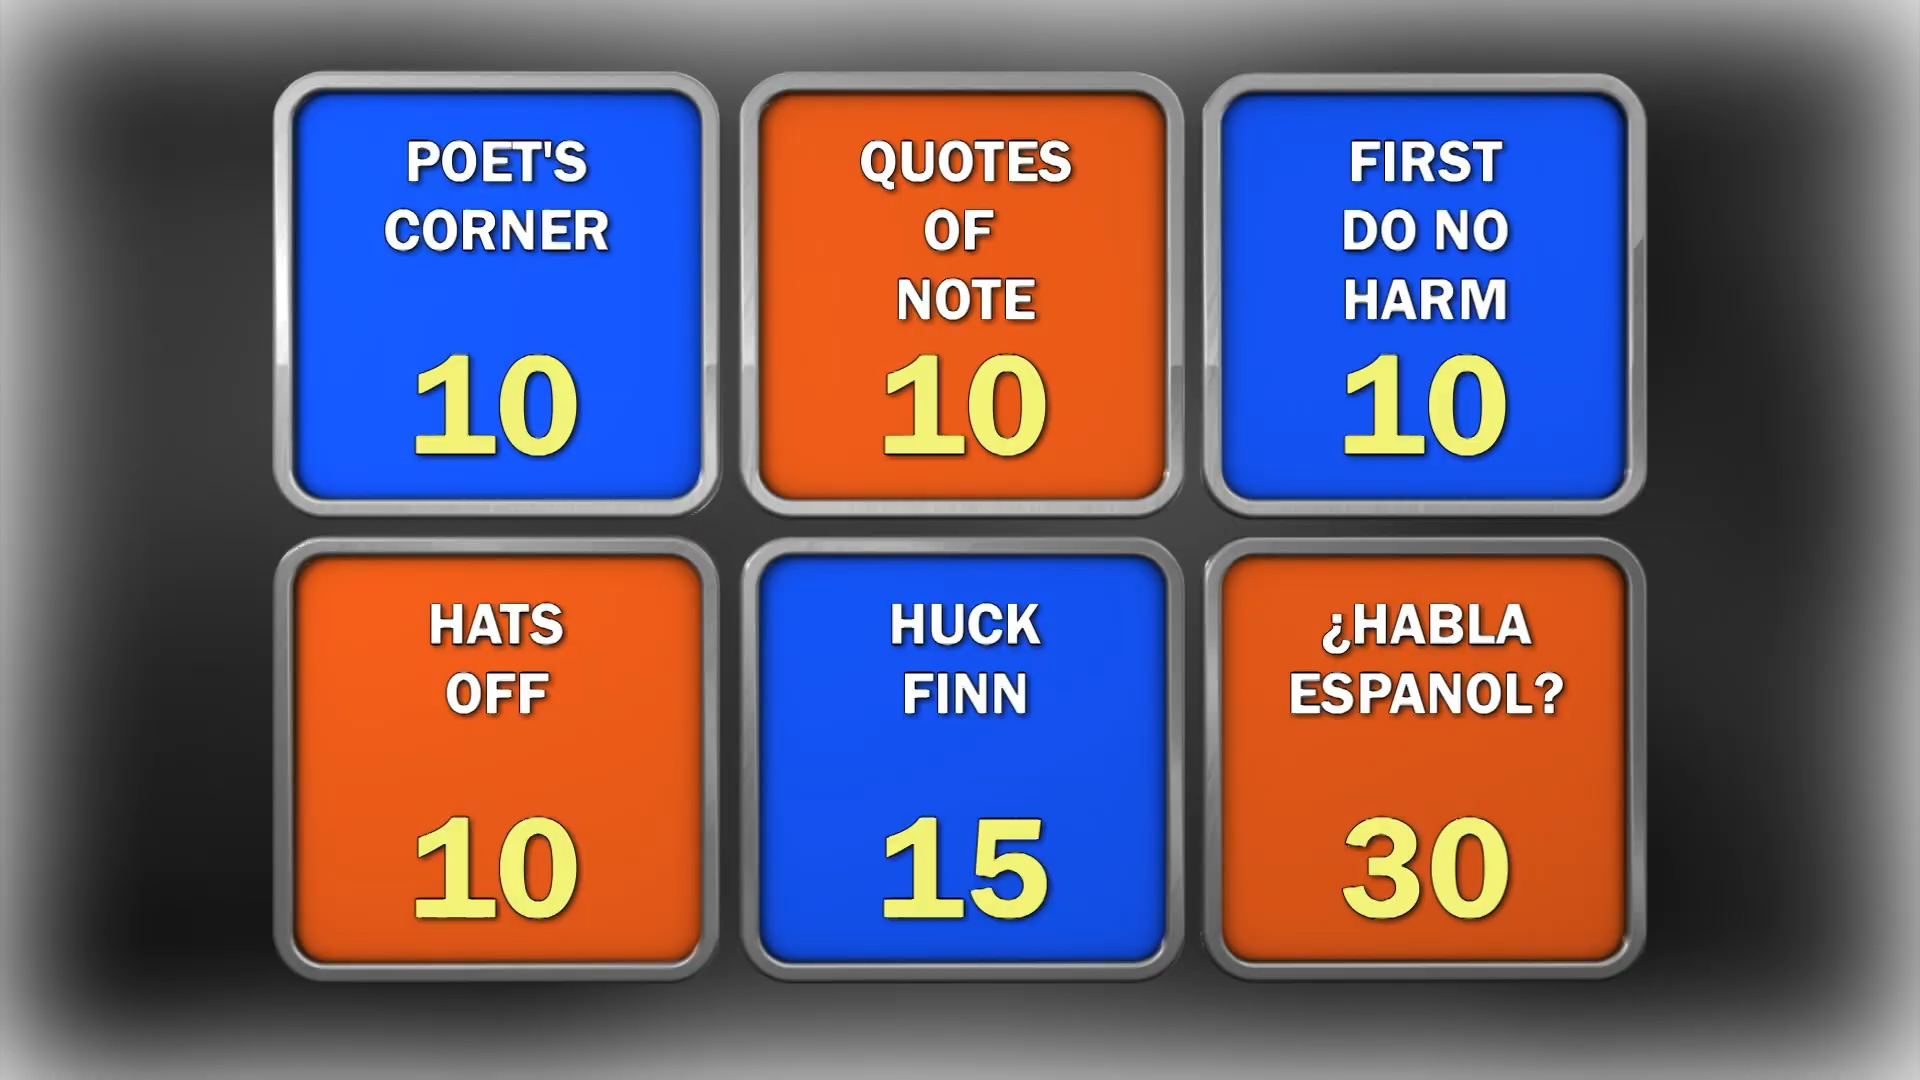 POET'S
CORNER
10
QUOTES
OF
NOTE
10
FIRST
DO NO
HARM
10
HATS
OFF
10
HUCK
FINN
15
¿HABLA
ESPANOL?
30